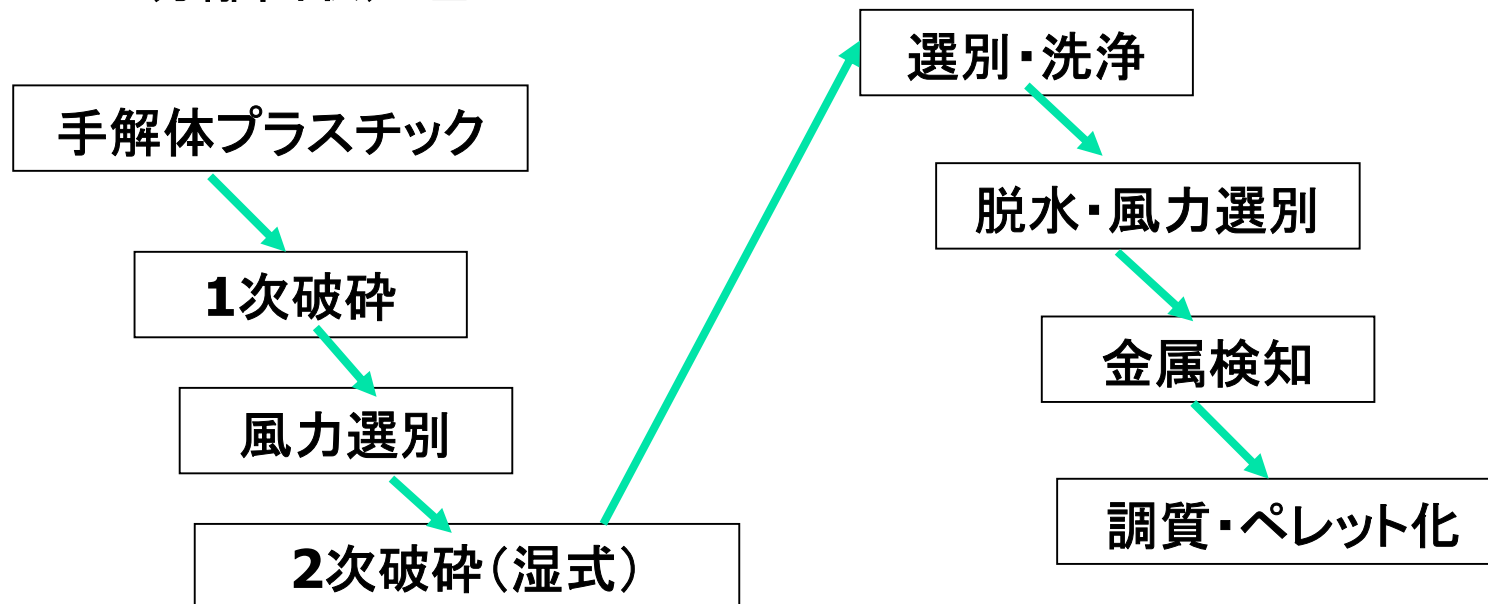 手解体プラスチック
1次破砕
風力選別
2次破砕(湿式)
選別・洗浄
脱水・風力選別
金属検知
調質・ペレット化